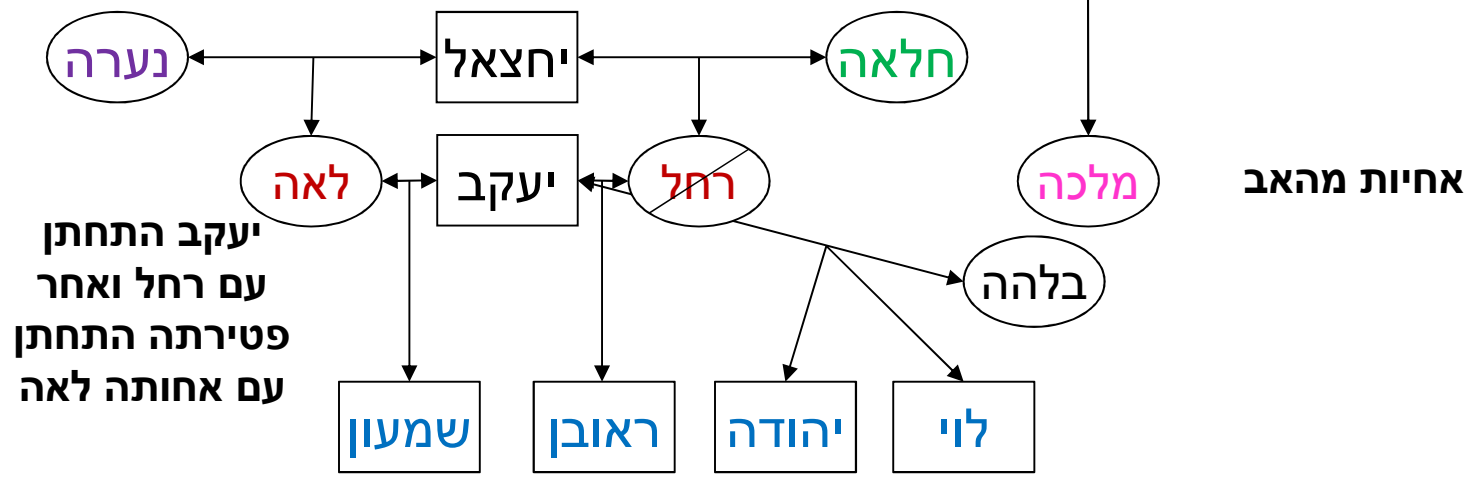 חלאה
יחצאל
נערה
אחיות מהאב
מלכה
רחל
יעקב
לאה
בלהה
יעקב התחתן
עם רחל ואחר
פטירתה התחתן
עם אחותה לאה
לוי
יהודה
ראובן
שמעון